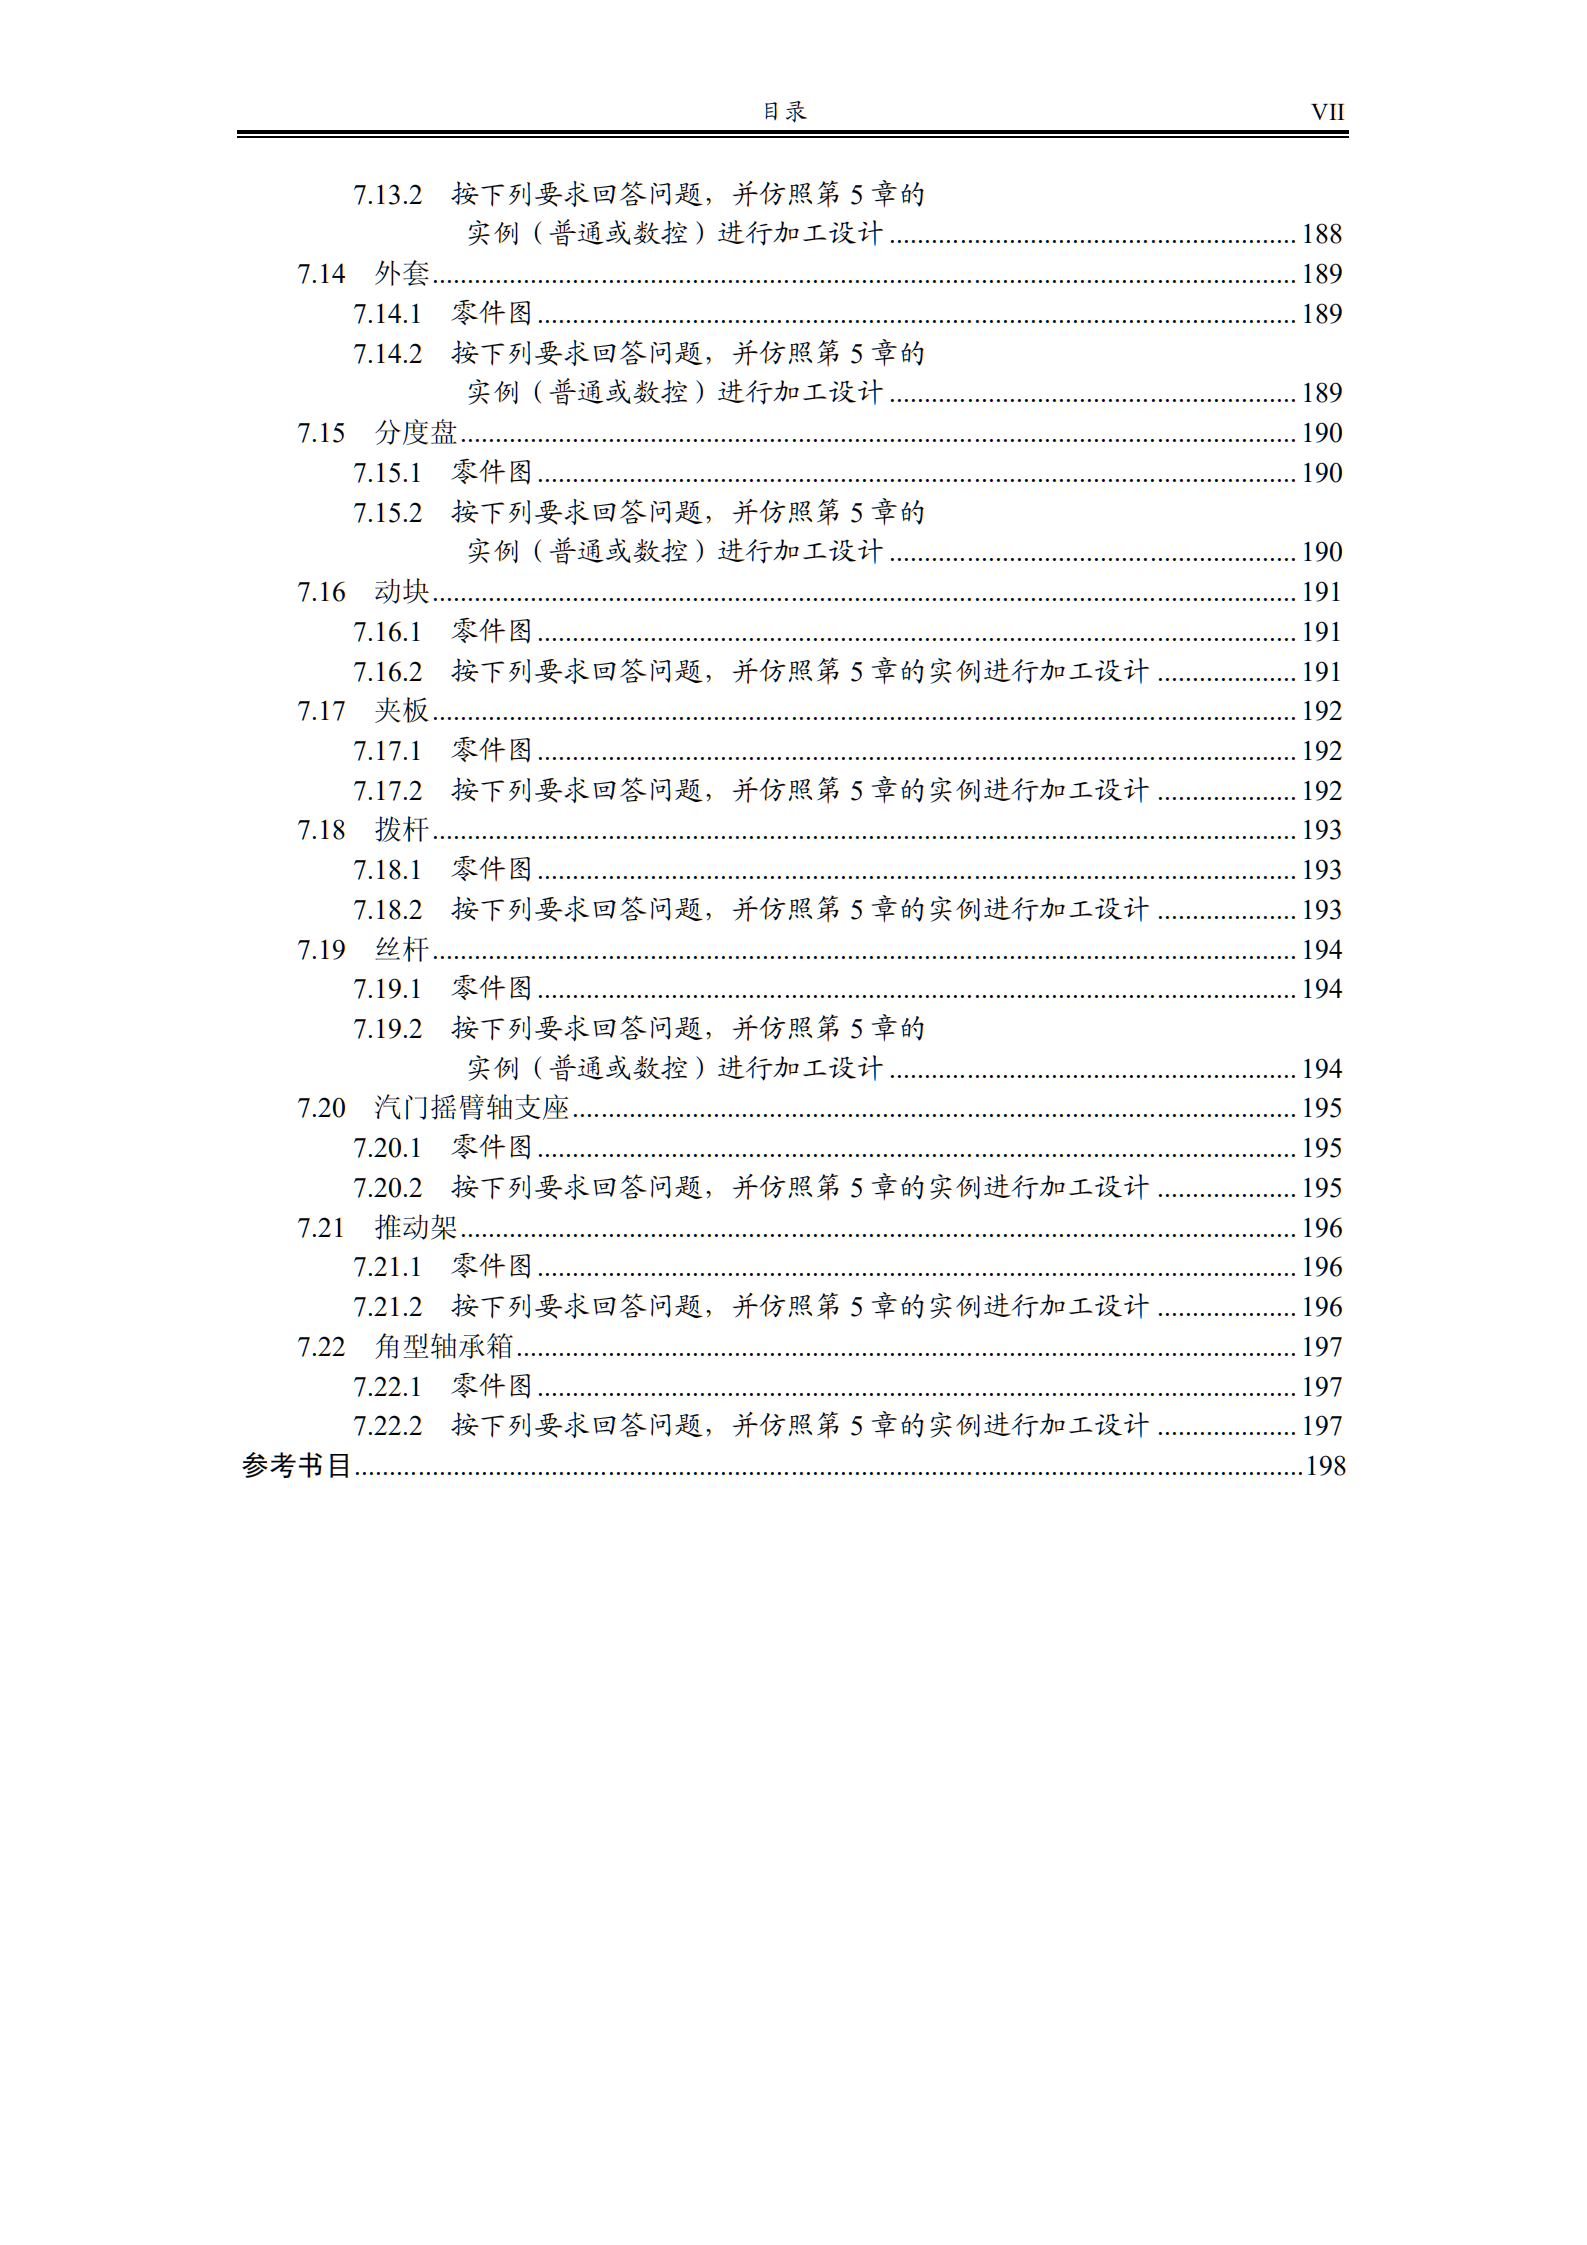 目录 VII
7.13.2 按下列要求回答问题，并仿照第 5 章的
实例（普通或数控）进行加工设计 188
7.14 外套 189
7.14.1 零件图 189
7.14.2 按下列要求回答问题，并仿照第 5 章的
实例（普通或数控）进行加工设计 189
7.15 分度盘 190
7.15.1 零件图 190
7.15.2 按下列要求回答问题，并仿照第 5 章的
实例（普通或数控）进行加工设计 190
7.16 动块 191
7.16.1 零件图 191
7.16.2 按下列要求回答问题，并仿照第 5 章的实例进行加工设计 191
7.17 夹板 192
7.17.1 零件图 192
7.17.2 按下列要求回答问题，并仿照第 5 章的实例进行加工设计 192
7.18 拨杆 193
7.18.1 零件图 193
7.18.2 按下列要求回答问题，并仿照第 5 章的实例进行加工设计 193
7.19 丝杆 194
7.19.1 零件图 194
7.19.2 按下列要求回答问题，并仿照第 5 章的
实例（普通或数控）进行加工设计 194
7.20 汽门摇臂轴支座 195
7.20.1 零件图 195
7.20.2 按下列要求回答问题，并仿照第 5 章的实例进行加工设计 195
7.21 推动架 196
7.21.1 零件图 196
7.21.2 按下列要求回答问题，并仿照第 5 章的实例进行加工设计 196
7.22 角型轴承箱 197
7.22.1 零件图 197
7.22.2 按下列要求回答问题，并仿照第 5 章的实例进行加工设计 197
参考书目 198